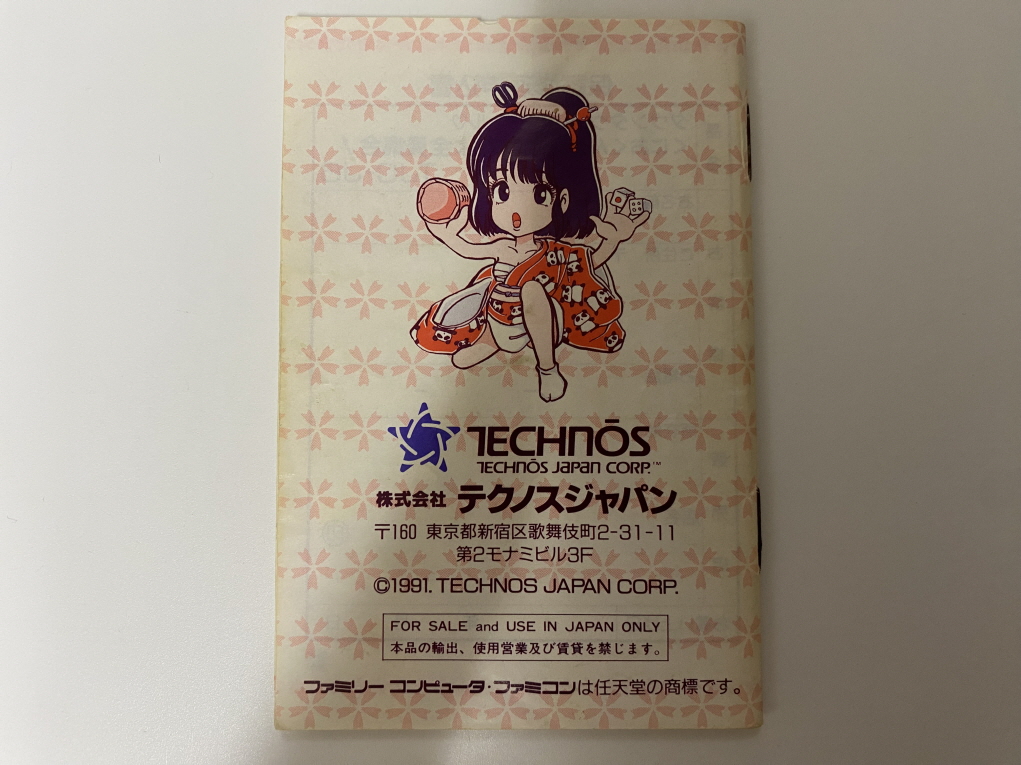 TECHNŌS
TECHNŌS JAPAN CORP.™
株式会社 テクノスジャパン
〒160 東京都新宿区歌舞伎町2-31-11
第2モナミビル3F
©1991. TECHNOS JAPAN CORP.
FOR SALE and USE IN JAPAN ONLY
本品の輸出、使用営業及び賃貸を禁じます。
ファミリー コンピュータ・ファミコンは任天堂の商標です。